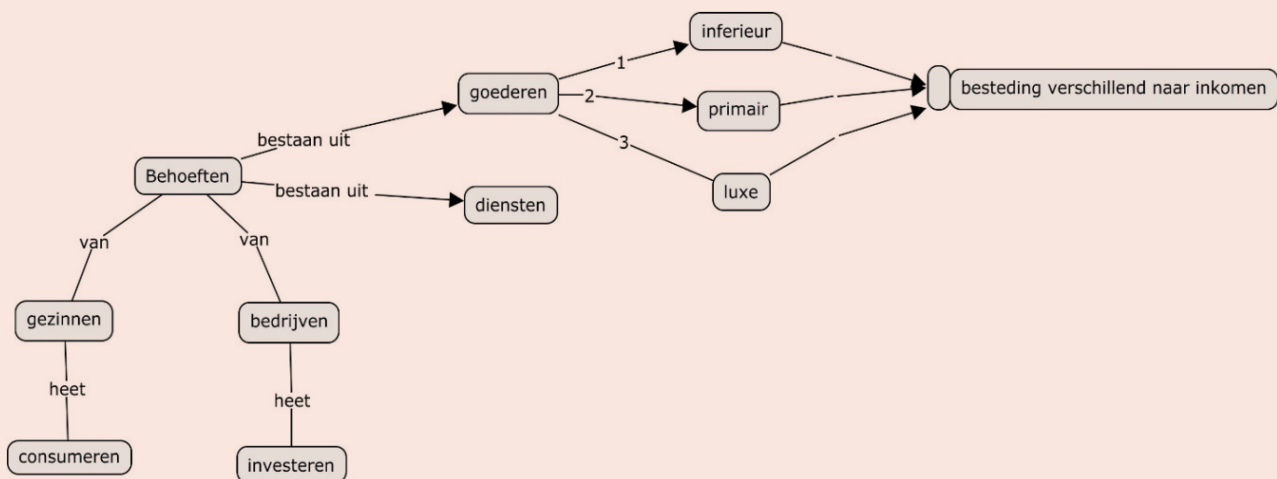 inferieur
1
goederen
2
primair
besteding verschillend naar inkomen
3
bestaan uit
Behoeften
bestaan uit
luxe
diensten
van
van
gezinnen
bedrijven
heet
heet
consumeren
investeren